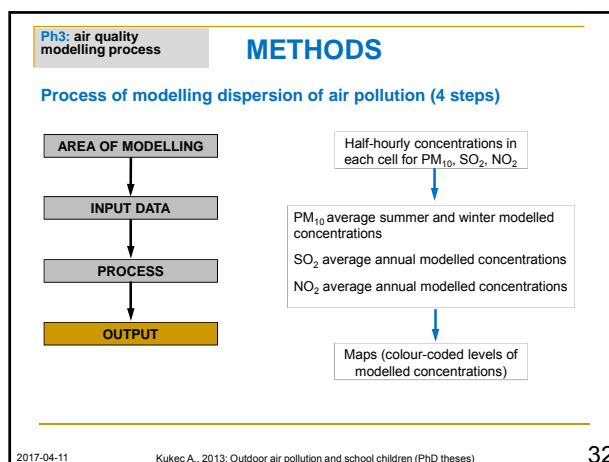 Ph3: air quality
modelling process
METHODS
Process of modelling dispersion of air pollution (4 steps)
AREA OF MODELLING
INPUT DATA
PROCESS
OUTPUT
Half-hourly concentrations in
each cell for PM₁₀, SO₂, NO₂
PM₁₀ average summer and winter modelled
concentrations
SO₂ average annual modelled concentrations
NO₂ average annual modelled concentrations
Maps (colour-coded levels of
modelled concentrations)
2017-04-11
Kukec A., 2013: Outdoor air pollution and school children (PhD theses)
32